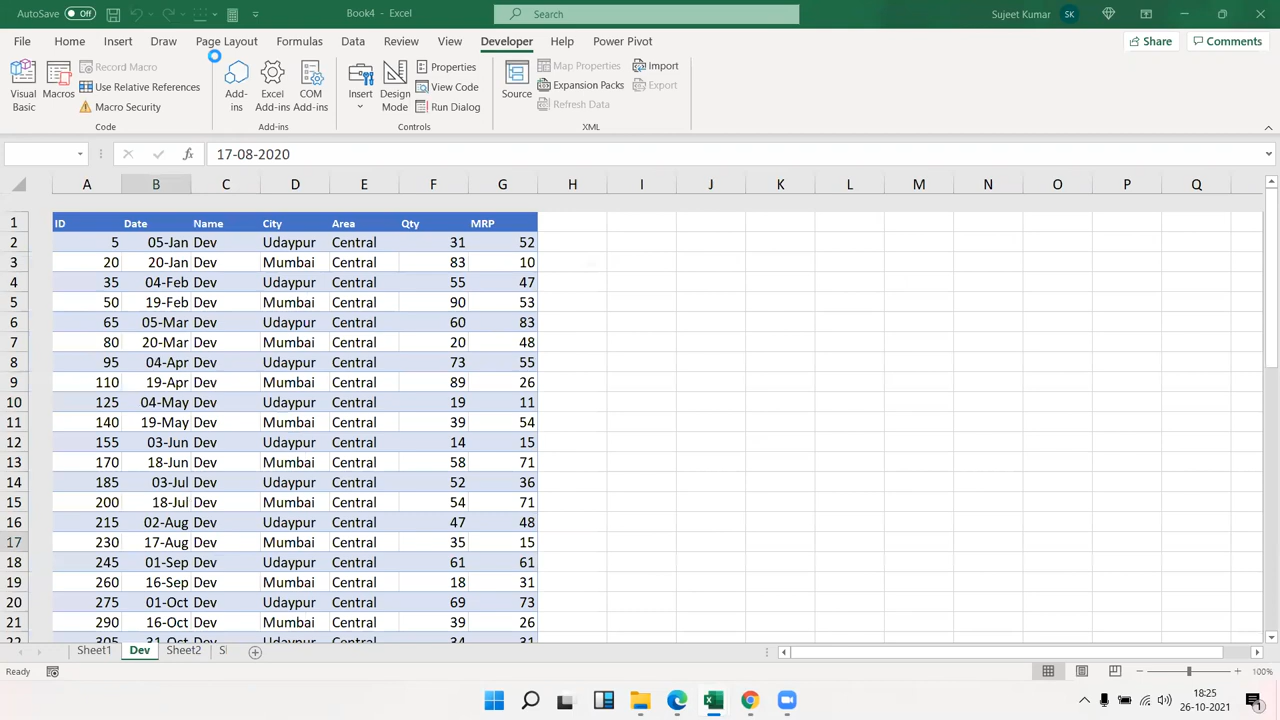 AutoSave Off Book4 - Excel Search Sujeet Kumar SK
File Home Insert Draw Page Layout Formulas Data Review View Developer Help Power Pivot Share Comments
Visual Basic Macros Record Macro Use Relative References Macro Security Add-ins Excel Add-ins COM Add-ins Insert Design Mode Properties View Code Run Dialog Source Map Properties Expansion Packs Refresh Data Import Export
Code Add-ins Controls XML
fx 17-08-2020
A B C D E F G H I J K L M N O P Q
1 ID Date Name City Area Qty MRP
2 5 05-Jan Dev Udaypur Central 31 52
3 20 20-Jan Dev Mumbai Central 83 10
4 35 04-Feb Dev Udaypur Central 55 47
5 50 19-Feb Dev Mumbai Central 90 53
6 65 05-Mar Dev Udaypur Central 60 83
7 80 20-Mar Dev Mumbai Central 20 48
8 95 04-Apr Dev Udaypur Central 73 55
9 110 19-Apr Dev Mumbai Central 89 26
10 125 04-May Dev Udaypur Central 19 11
11 140 19-May Dev Mumbai Central 39 54
12 155 03-Jun Dev Udaypur Central 14 15
13 170 18-Jun Dev Mumbai Central 58 71
14 185 03-Jul Dev Udaypur Central 52 36
15 200 18-Jul Dev Mumbai Central 54 71
16 215 02-Aug Dev Udaypur Central 47 48
17 230 17-Aug Dev Mumbai Central 35 15
18 245 01-Sep Dev Udaypur Central 61 61
19 260 16-Sep Dev Mumbai Central 18 31
20 275 01-Oct Dev Udaypur Central 69 73
21 290 16-Oct Dev Mumbai Central 39 26
22 305 31-Oct Dev Udaypur Central 34 31
Sheet1 Dev Sheet2
Ready 100%
18:25
26-10-2021 1